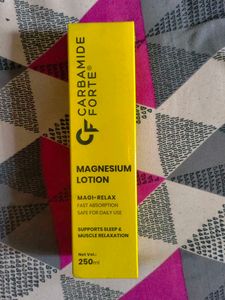 CARBAMIDE
FORTE®
CF
MAGNESIUM
LOTION
MAGI-RELAX
FAST ABSORPTION
SAFE FOR DAILY USE
SUPPORTS SLEEP &
MUSCLE RELAXATION
Net Vol.:
250ml